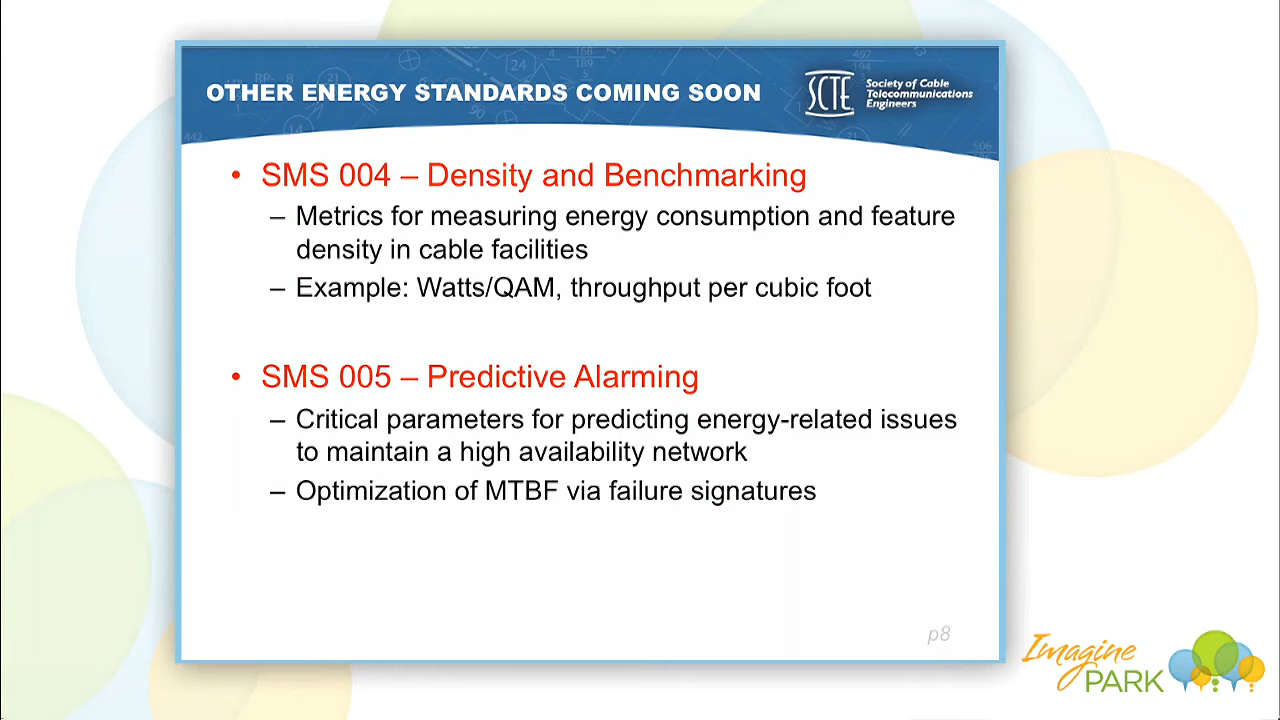 OTHER ENERGY STANDARDS COMING SOON
SCTE
Society of Cable
Telecommunications
Engineers
• SMS 004 – Density and Benchmarking
– Metrics for measuring energy consumption and feature
density in cable facilities
– Example: Watts/QAM, throughput per cubic foot
• SMS 005 – Predictive Alarming
– Critical parameters for predicting energy-related issues
to maintain a high availability network
– Optimization of MTBF via failure signatures
p8
Imagine
PARK